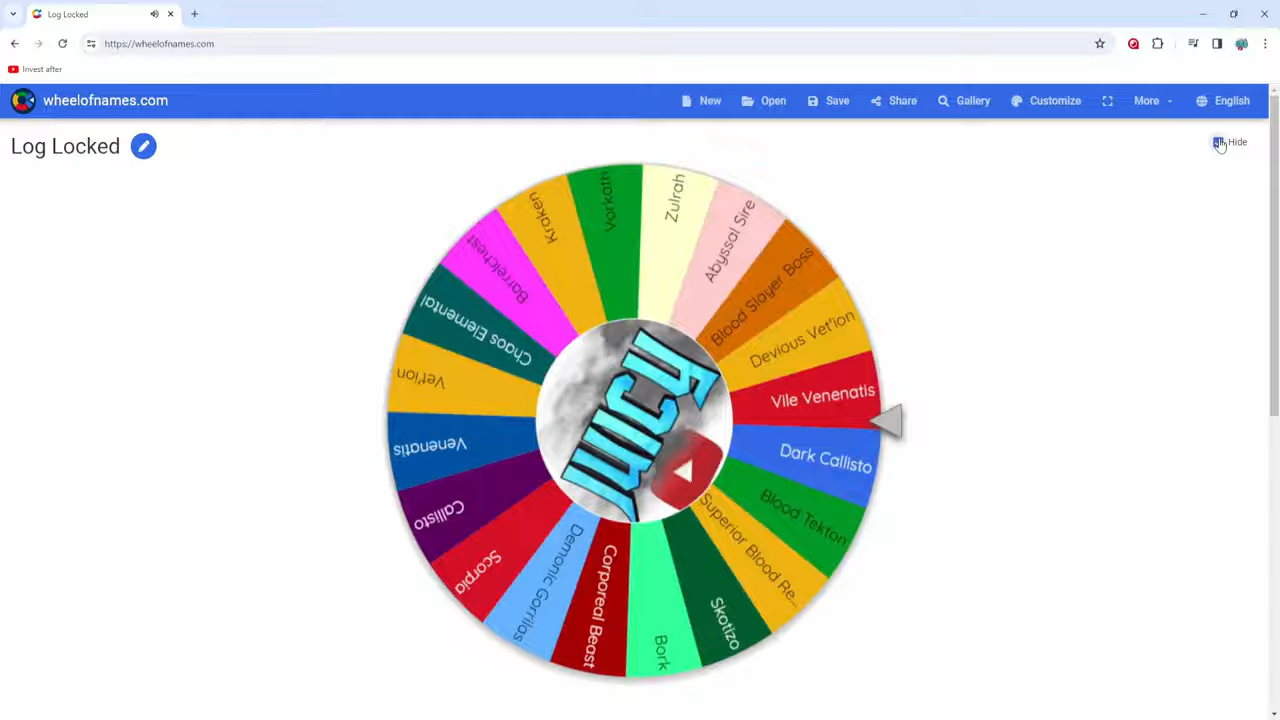 Log Locked
https://wheelofnames.com
Invest after
wheelofnames.com
New
Open
Save
Share
Gallery
Customize
More
English
Log Locked
Hide
Vorkath
Zulrah
Abyssal Sire
Blood Slayer Boss
Devious Vet'ion
Vile Venenatis
Dark Callisto
Blood Tekton
Superior Blood Re...
Skotizo
Bork
Corporeal Beast
Demonic Gorrilas
Scorpia
Callisto
Venenatis
Vet'ion
Chaos Elemental
Barrelchest
Kraken